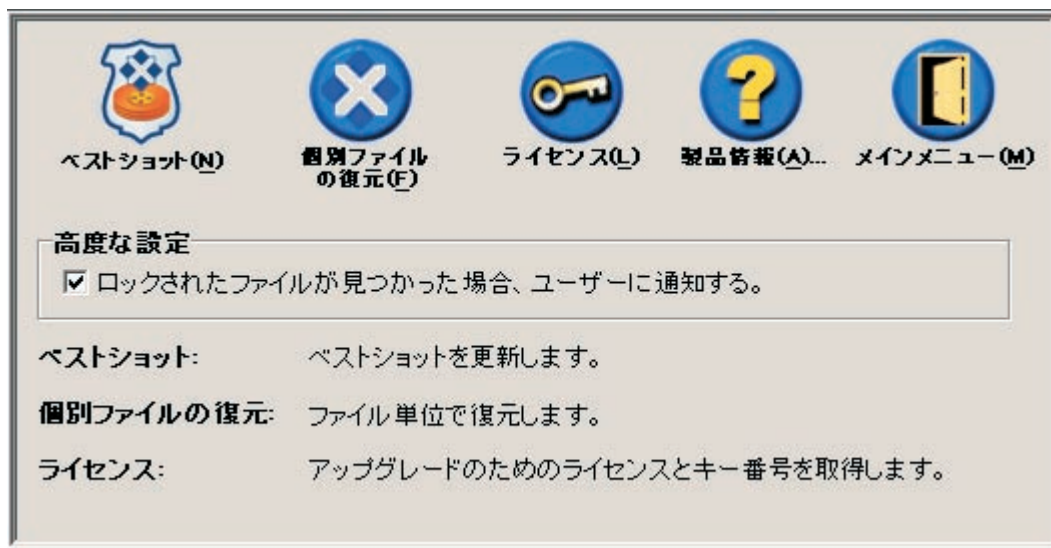 ベストショット(N)
個別ファイル
の復元(F)
ライセンス(L)
製品情報(A)...
メインメニュー(M)
高度な設定
ロックされたファイルが見つかった場合、ユーザーに通知する。
ベストショット: ベストショットを更新します。
個別ファイルの復元: ファイル単位で復元します。
ライセンス: アップグレードのためのライセンスとキー番号を取得します。